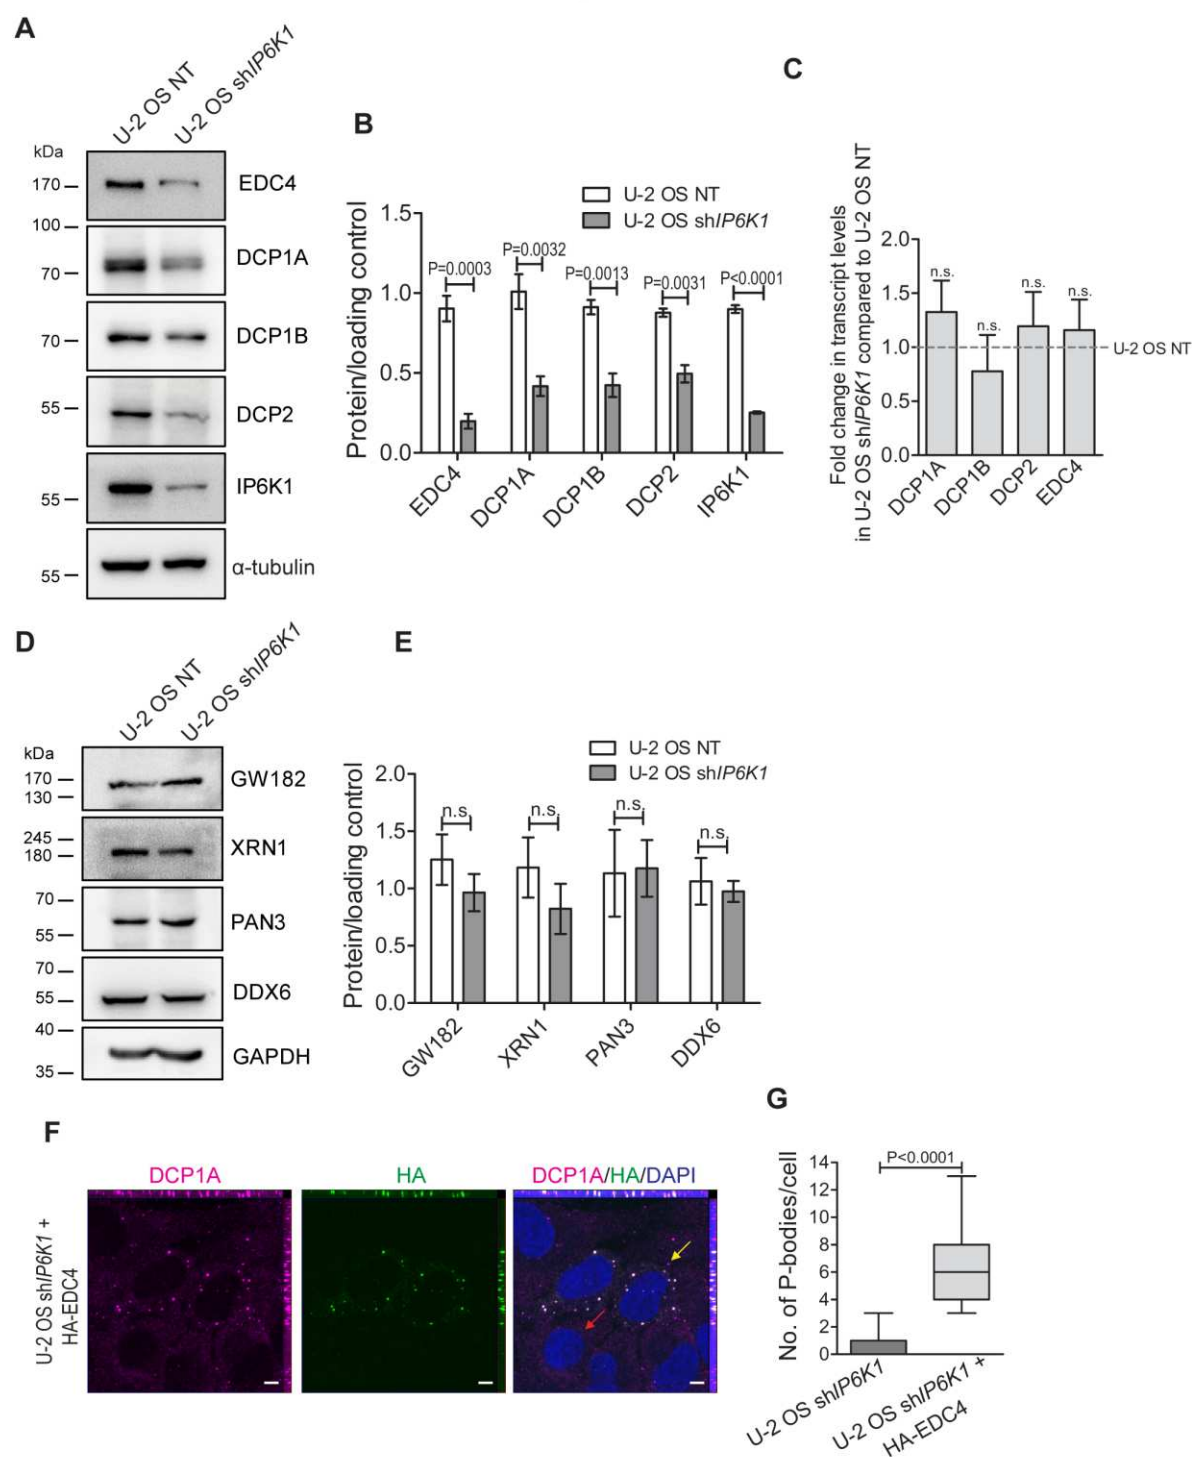 A
U-2 OS NT
U-2 OS shIP6K1
kDa
170
EDC4
100
DCP1A
70
70
DCP1B
55
DCP2
IP6K1
55
α-tubulin
55
B
U-2 OS NT
U-2 OS shIP6K1
Protein/loading control
1.5
1.0
0.5
0.0
P=0.0003
P=0.0032
P=0.0013
P=0.0031
P<0.0001
EDC4
DCP1A
DCP1B
DCP2
IP6K1
C
Fold change in transcript levels
in U-2 OS shIP6K1 compared to U-2 OS NT
2.0
1.5
1.0
0.5
0.0
n.s.
n.s.
n.s.
n.s.
U-2 OS NT
DCP1A
DCP1B
DCP2
EDC4
D
U-2 OS NT
U-2 OS shIP6K1
kDa
170
130
GW182
245
180
XRN1
70
PAN3
55
70
DDX6
55
40
GAPDH
35
E
U-2 OS NT
U-2 OS shIP6K1
Protein/loading control
2.0
1.5
1.0
0.5
0.0
n.s.
n.s.
n.s.
n.s.
GW182
XRN1
PAN3
DDX6
F
DCP1A
HA
DCP1A/HA/DAPI
U-2 OS shIP6K1 +
HA-EDC4
G
No. of P-bodies/cell
14
12
10
8
6
4
2
0
P<0.0001
U-2 OS shIP6K1
U-2 OS shIP6K1 +
HA-EDC4